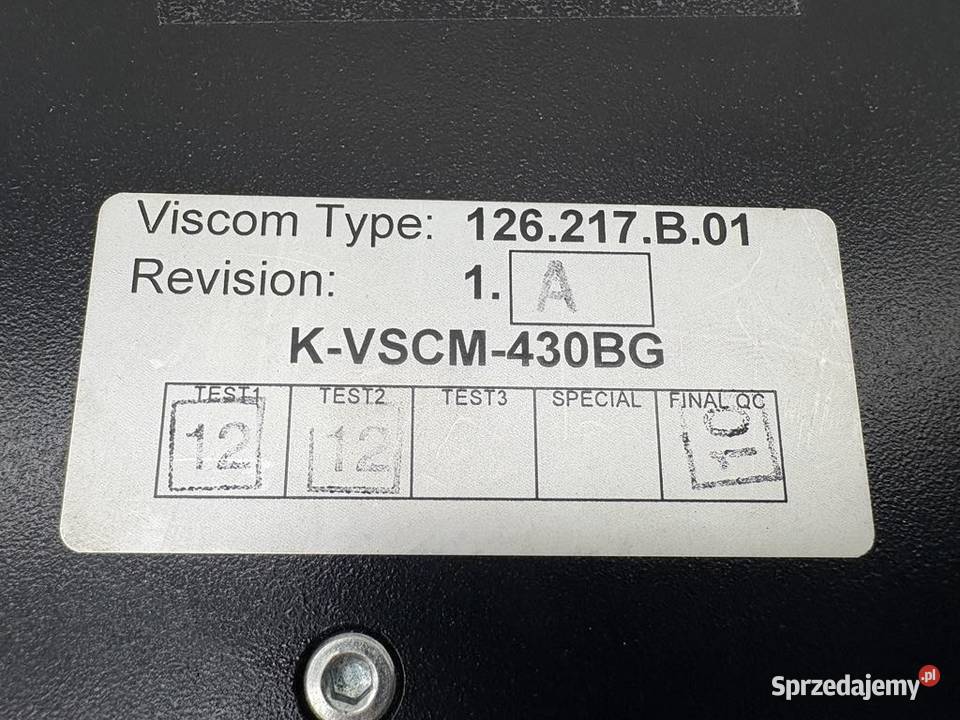 Viscom Type: 126.217.B.01
Revision: 1. A
K-VSCM-430BG
TEST1 TEST2 TEST3 SPECIAL FINAL QC
12 12 10
Sprzedajemy.pl